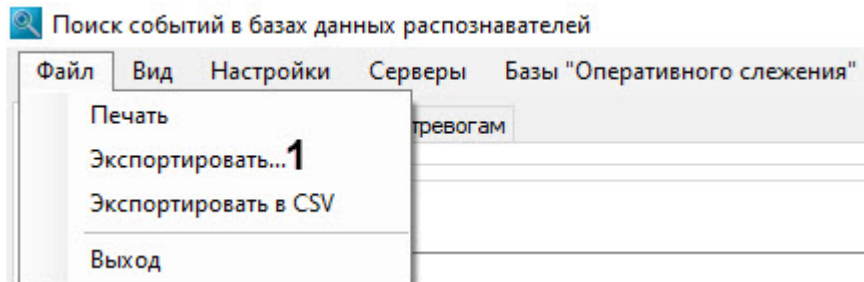 Поиск событий в базах данных распознавателей
Файл Вид Настройки Серверы Базы "Оперативного слежения"
Печать
тревогам
Экспортировать...1
Экспортировать в CSV
Выход